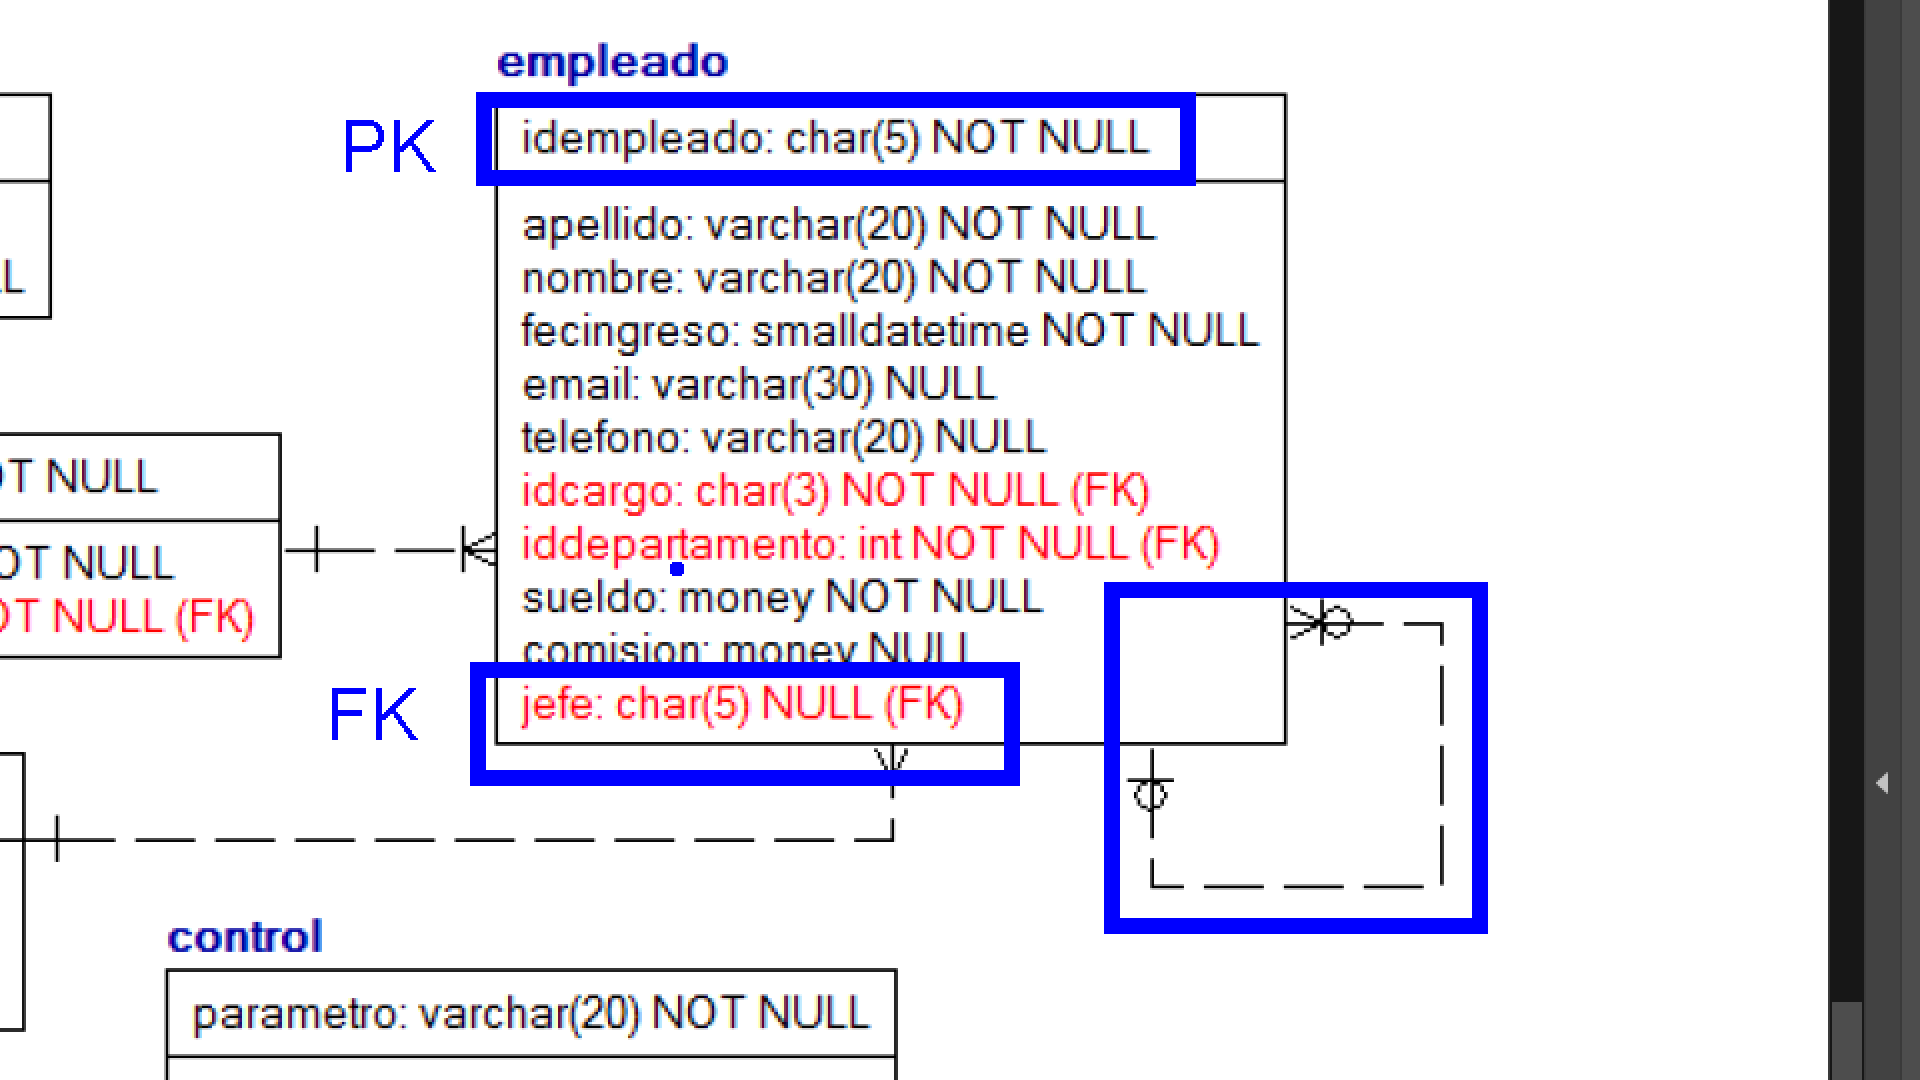 empleado
PK
idempleado: char(5) NOT NULL
apellido: varchar(20) NOT NULL
nombre: varchar(20) NOT NULL
fecingreso: smalldatetime NOT NULL
email: varchar(30) NULL
telefono: varchar(20) NULL
idcargo: char(3) NOT NULL (FK)
iddepartamento: int NOT NULL (FK)
sueldo: money NOT NULL
comision: money NULL
FK
jefe: char(5) NULL (FK)
NULL
NULL
NULL (FK)
control
parametro: varchar(20) NOT NULL